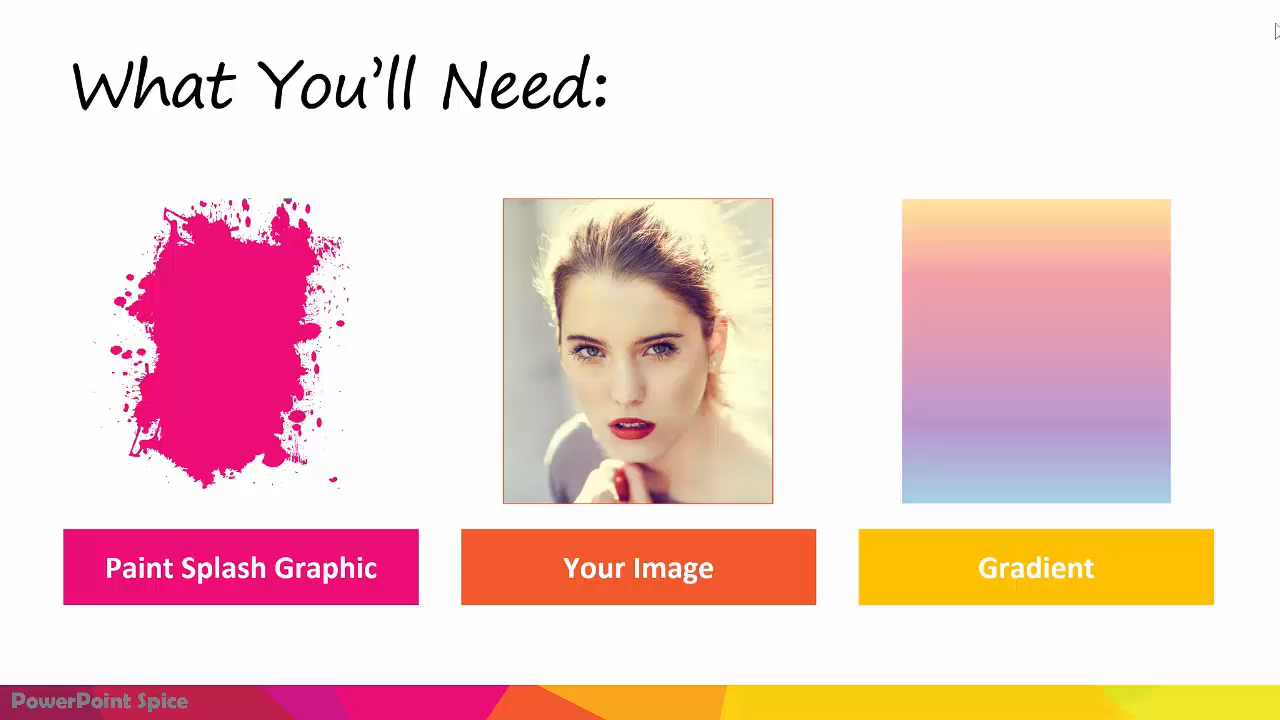 What You'll Need:
Paint Splash Graphic
Your Image
Gradient
PowerPoint Spice